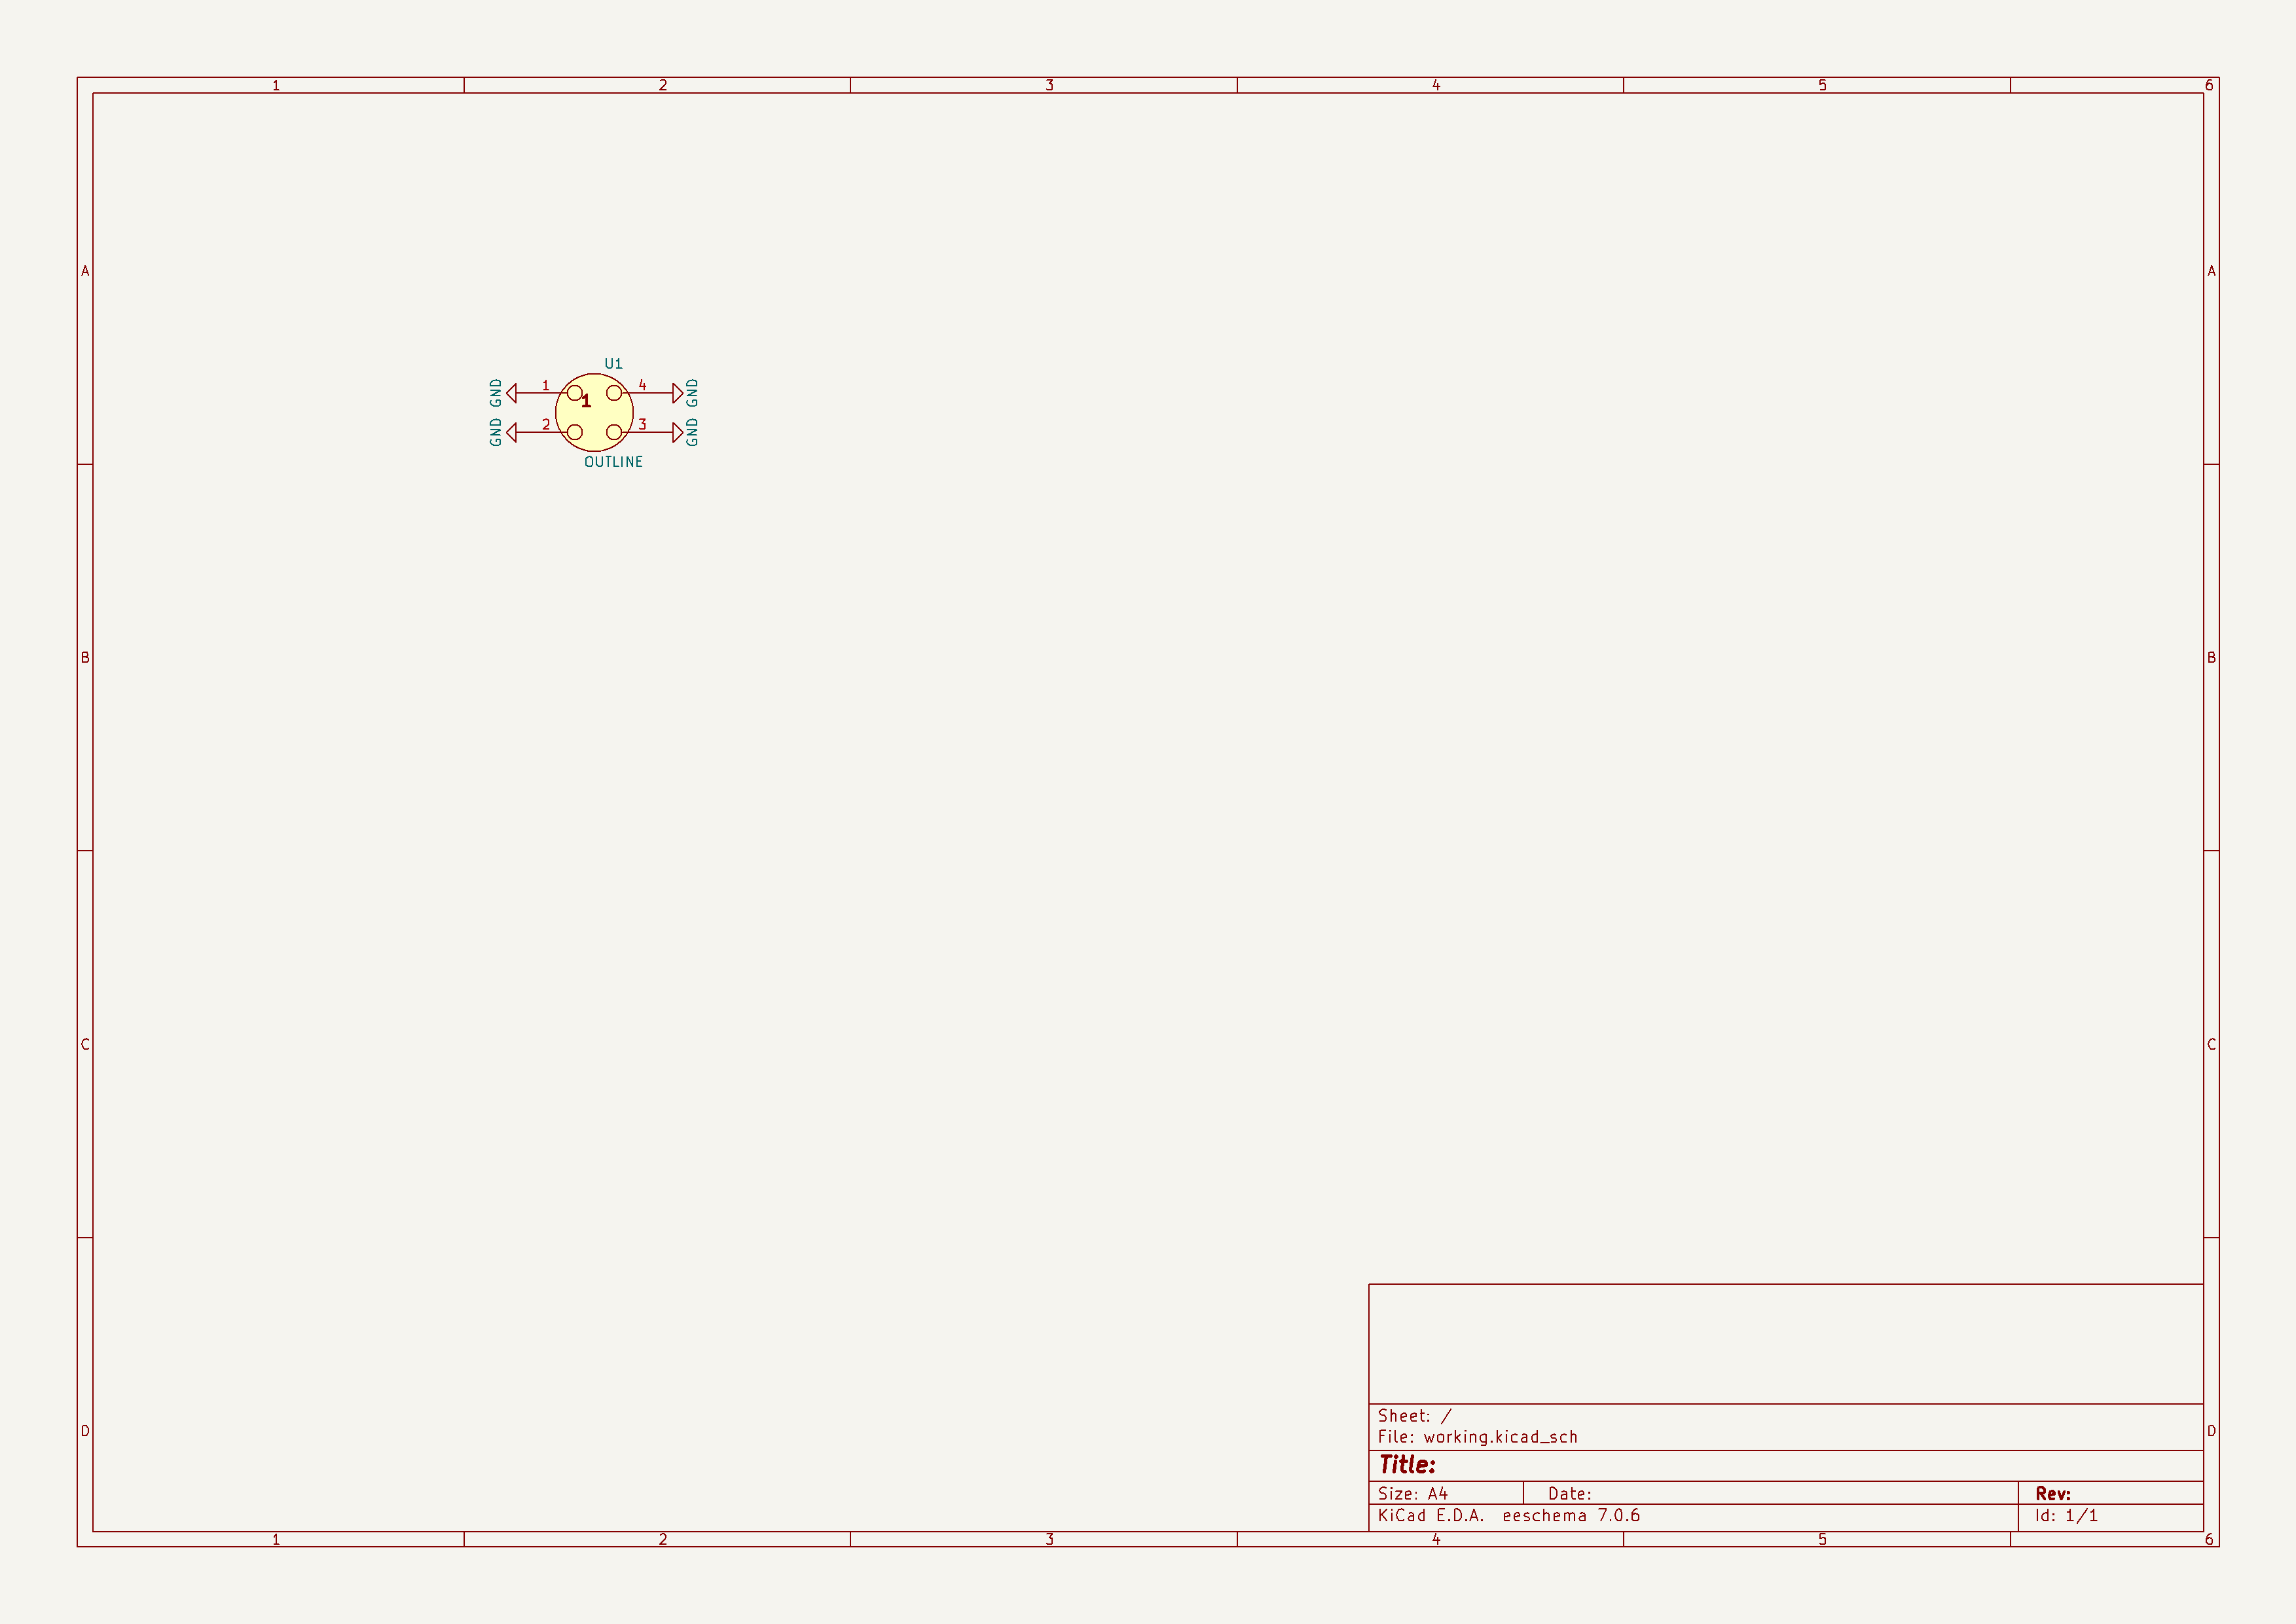 1 2 3 4 5 6
A A
U1
GND 1 4 GND
1
GND 2 3 GND
OUTLINE
B B
C C
Sheet: /
File: working.kicad_sch
D D
Title:
Size: A4 Date: Rev:
KiCad E.D.A. eeschema 7.0.6 Id: 1/1
1 2 3 4 5 6